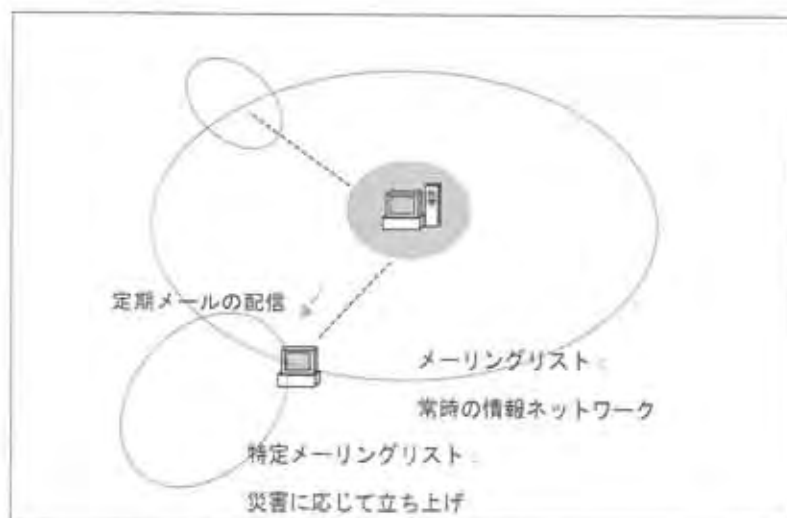 定期メールの配信
メーリングリスト：
常時の情報ネットワーク
特定メーリングリスト：
災害に応じて立ち上げ